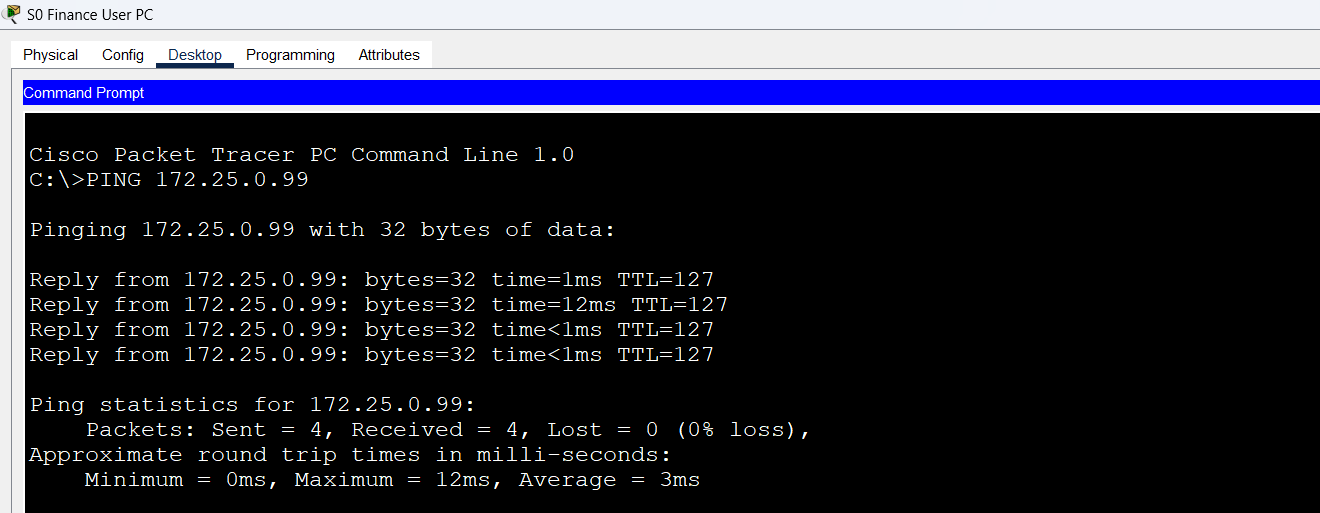 S0 Finance User PC
Physical Config Desktop Programming Attributes
Command Prompt
Cisco Packet Tracer PC Command Line 1.0
C:\>PING 172.25.0.99
Pinging 172.25.0.99 with 32 bytes of data:
Reply from 172.25.0.99: bytes=32 time=1ms TTL=127
Reply from 172.25.0.99: bytes=32 time=12ms TTL=127
Reply from 172.25.0.99: bytes=32 time<1ms TTL=127
Reply from 172.25.0.99: bytes=32 time<1ms TTL=127
Ping statistics for 172.25.0.99:
    Packets: Sent = 4, Received = 4, Lost = 0 (0% loss),
Approximate round trip times in milli-seconds:
    Minimum = 0ms, Maximum = 12ms, Average = 3ms